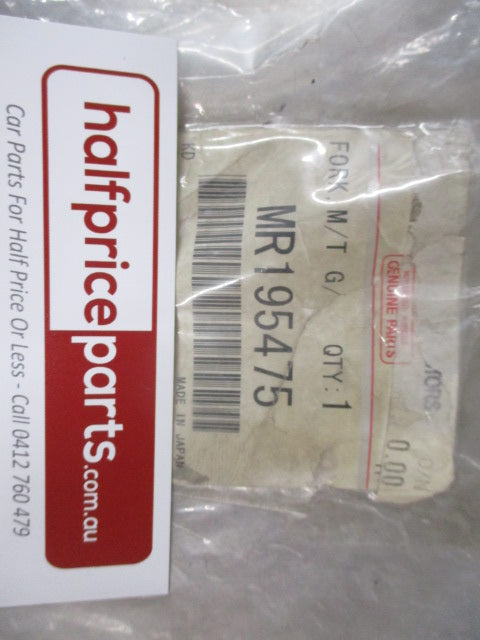 halfpriceparts.com.au
Car Parts For Half Price Or Less - Call 0412 760 479
GENUINE PARTS
0.00
FORK, M/T G/ QTY:1
MR195475
KD MADE IN JAPAN